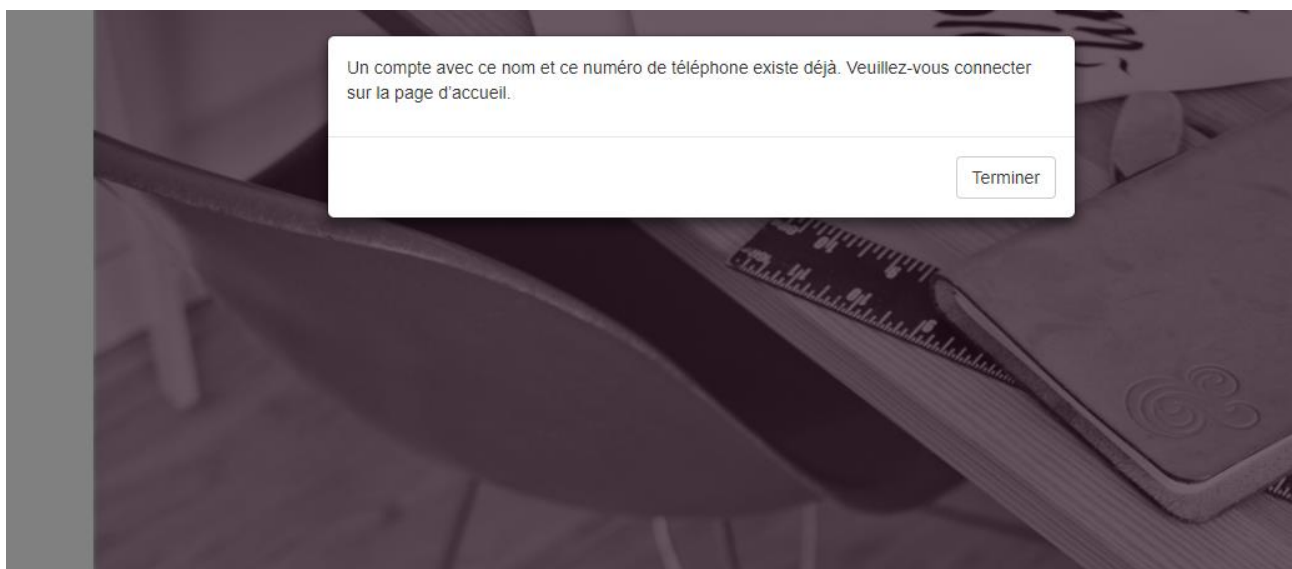 Un compte avec ce nom et ce numéro de téléphone existe déjà. Veuillez-vous connecter
sur la page d’accueil.
Terminer